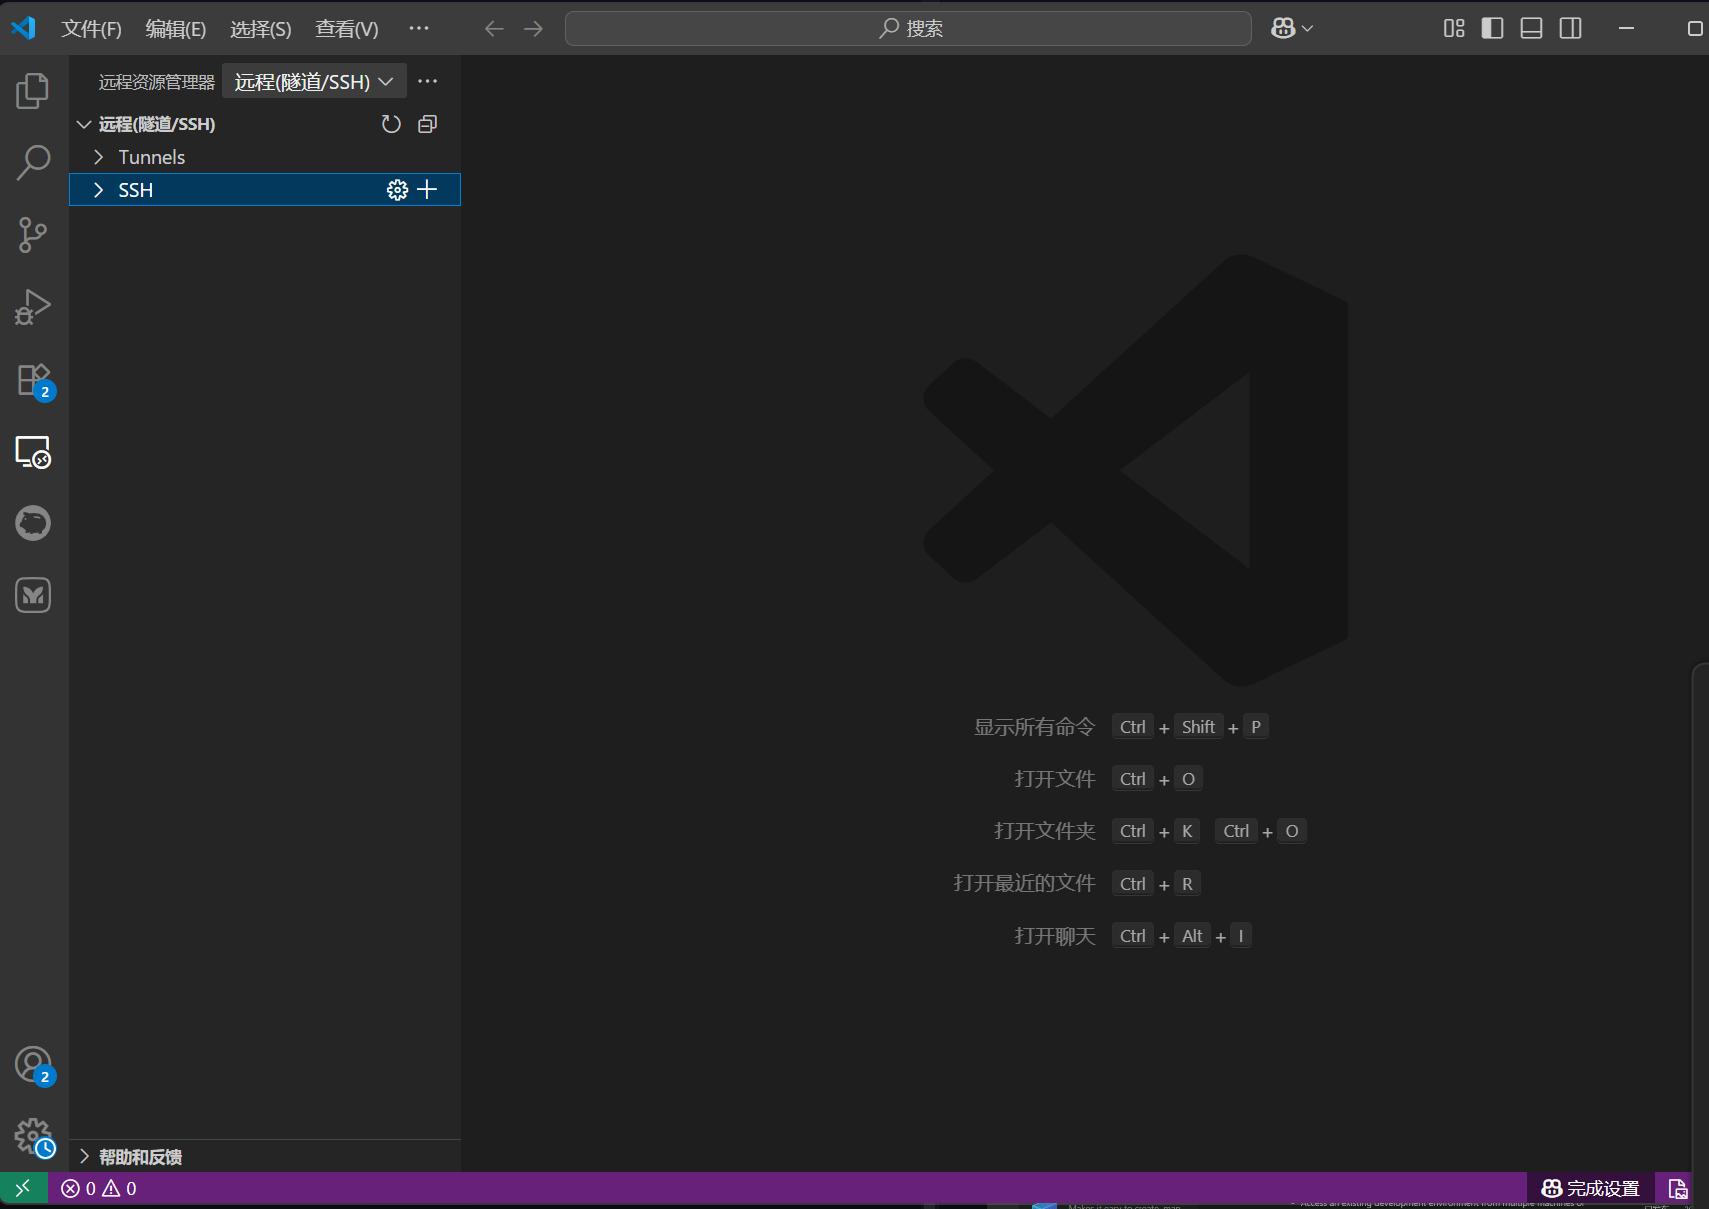 文件(F) 编辑(E) 选择(S) 查看(V) ··· 搜索
远程资源管理器 远程(隧道/SSH) ···
远程(隧道/SSH)
Tunnels
SSH
2
显示所有命令 Ctrl + Shift + P
打开文件 Ctrl + O
打开文件夹 Ctrl + K Ctrl + O
打开最近的文件 Ctrl + R
打开聊天 Ctrl + Alt + I
2
帮助和反馈
0 0 完成设置